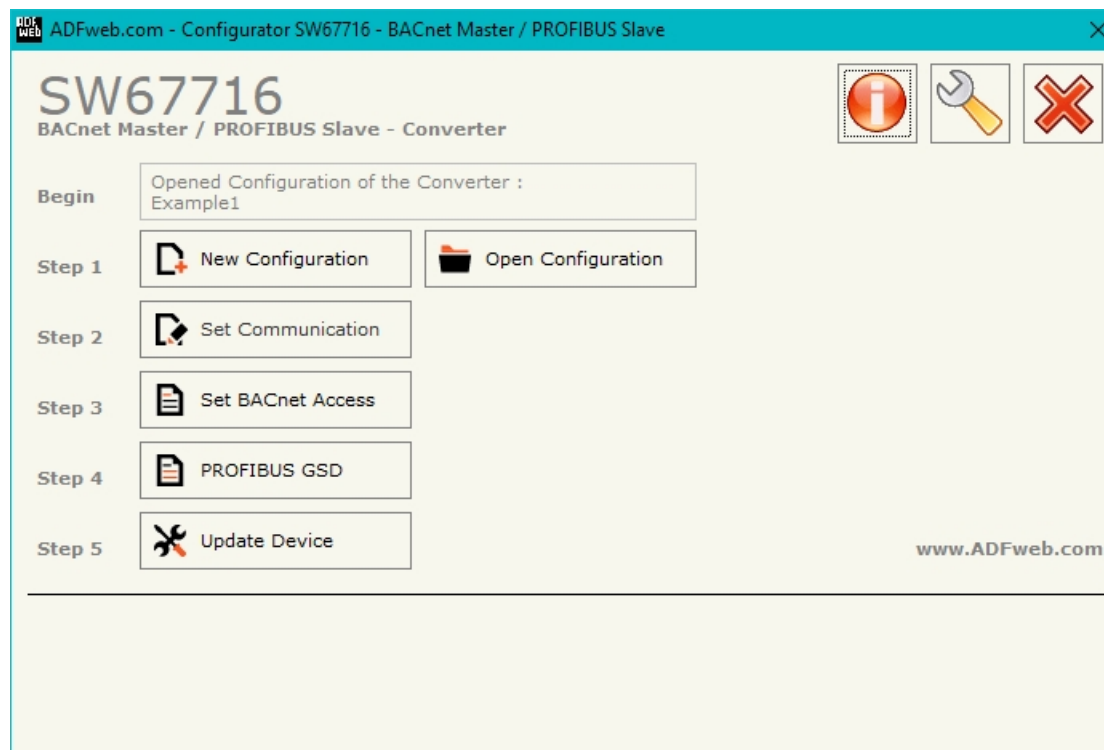 ADF
WEB
ADFweb.com - Configurator SW67716 - BACnet Master / PROFIBUS Slave
SW67716
BACnet Master / PROFIBUS Slave - Converter
Begin
Opened Configuration of the Converter :
Example1
Step 1
New Configuration
Open Configuration
Step 2
Set Communication
Step 3
Set BACnet Access
Step 4
PROFIBUS GSD
Step 5
Update Device
www.ADFweb.com